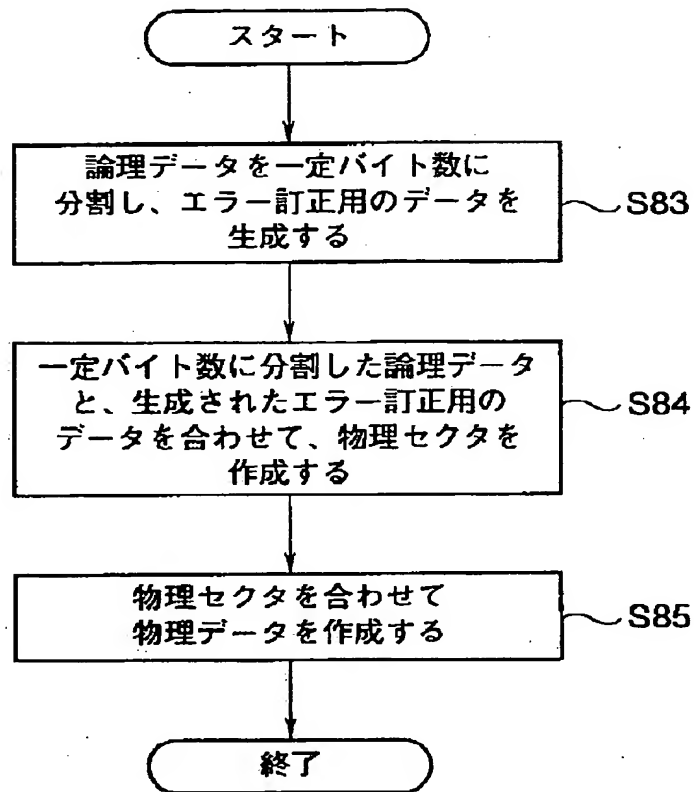 スタート
論理データを一定バイト数に
分割し、エラー訂正用のデータを
生成する
S83
一定バイト数に分割した論理データ
と、生成されたエラー訂正用の
データを合わせて、物理セクタを
作成する
S84
物理セクタを合わせて
物理データを作成する
S85
終了